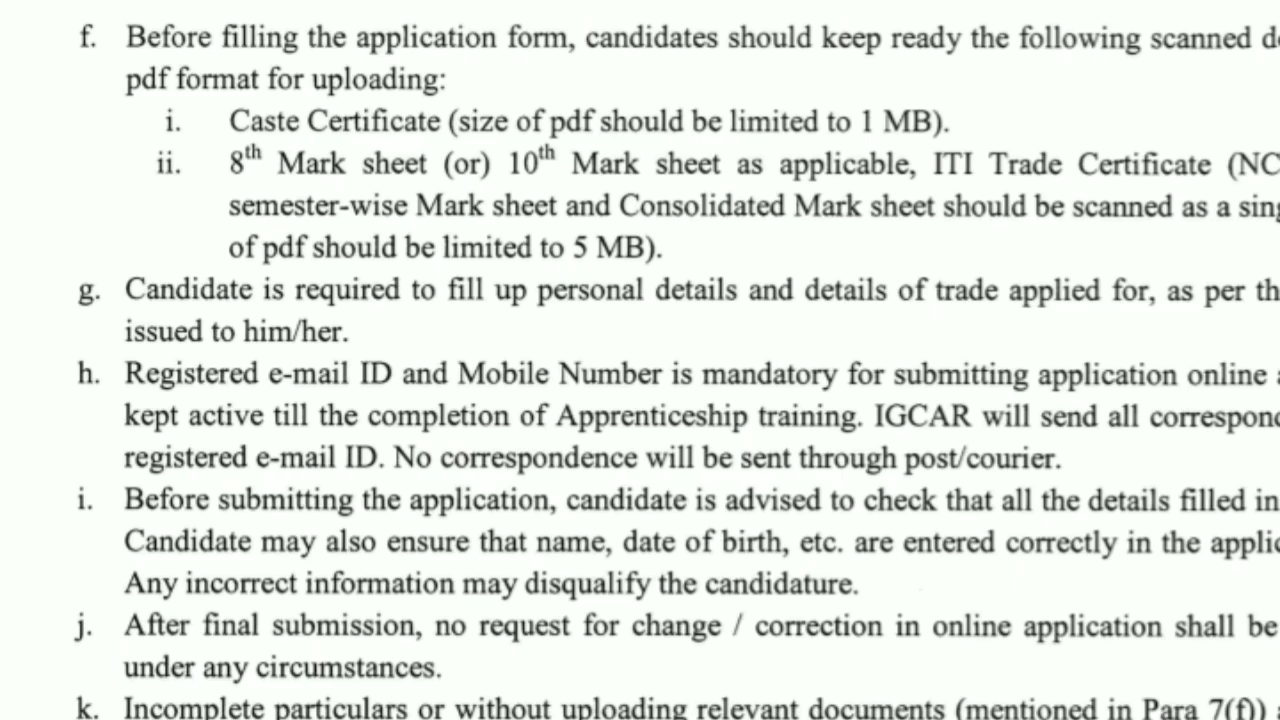 f. Before filling the application form, candidates should keep ready the following scanned
pdf format for uploading:
i. Caste Certificate (size of pdf should be limited to 1 MB).
ii. 8th Mark sheet (or) 10th Mark sheet as applicable, ITI Trade Certificate (NC
semester-wise Mark sheet and Consolidated Mark sheet should be scanned as a
of pdf should be limited to 5 MB).
g. Candidate is required to fill up personal details and details of trade applied for, as per th
issued to him/her.
h. Registered e-mail ID and Mobile Number is mandatory for submitting application online
kept active till the completion of Apprenticeship training. IGCAR will send all
registered e-mail ID. No correspondence will be sent through post/courier.
i. Before submitting the application, candidate is advised to check that all the details filled in
Candidate may also ensure that name, date of birth, etc. are entered correctly in the
Any incorrect information may disqualify the candidature.
j. After final submission, no request for change / correction in online application shall be
under any circumstances.
k. Incomplete particulars or without uploading relevant documents (mentioned in Para 7(f))